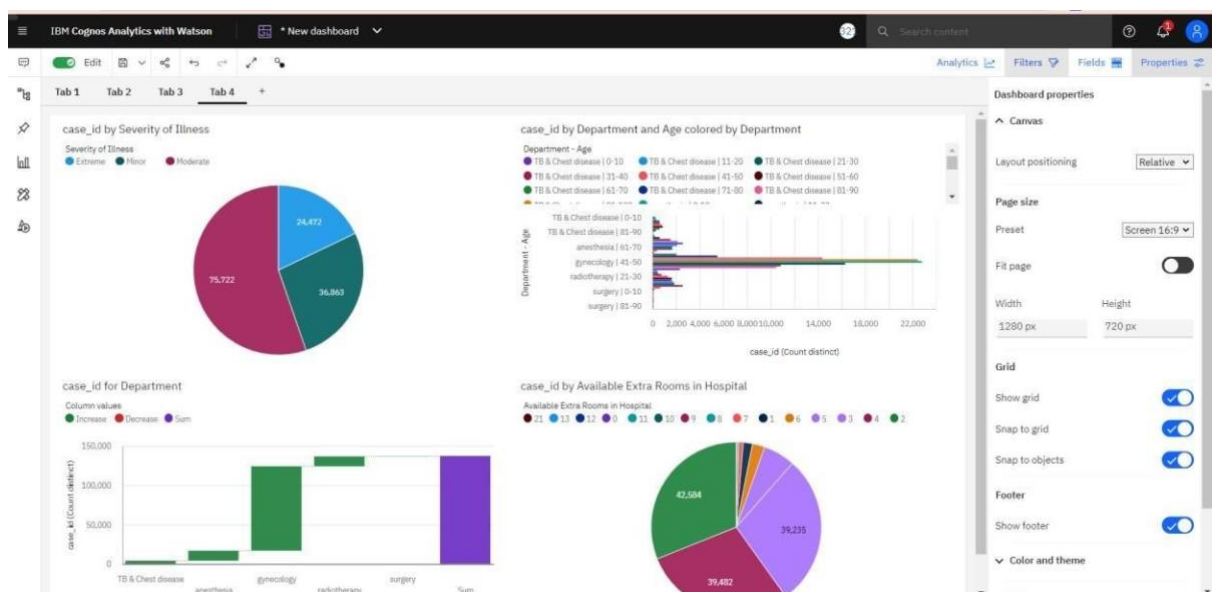 IBM Cognos Analytics with Watson
* New dashboard
Search content
1
Edit
Analytics
Filters
Fields
Properties
Tab 1
Tab 2
Tab 3
Tab 4
+
case_id by Severity of Illness
Severity of Illness
Extreme Minor Moderate
24,472
75,722
36,863
case_id by Department and Age colored by Department
Department - Age
TB & Chest disease | 0-10 TB & Chest disease | 11-20 TB & Chest disease | 21-30
TB & Chest disease | 31-40 TB & Chest disease | 41-50 TB & Chest disease | 51-60
TB & Chest disease | 61-70 TB & Chest disease | 71-80 TB & Chest disease | 81-90
Department - Age
TB & Chest disease | 0-10
TB & Chest disease | 81-90
anesthesia | 61-70
gynecology | 41-50
radiotherapy | 21-30
surgery | 0-10
surgery | 81-90
0 2,000 4,000 6,000 8,000 10,000 14,000 18,000 22,000
case_id (Count distinct)
case_id for Department
Column values
Increase Decrease Sum
case_id (Count distinct)
150,000
100,000
50,000
0
TB & Chest disease
anesthesia
gynecology
radiotherapy
surgery
Sum
case_id by Available Extra Rooms in Hospital
Available Extra Rooms in Hospital
21 13 12 0 11 10 9 8 7 1 6 5 3 4 2
42,584
39,235
39,482
Dashboard properties
Canvas
Layout positioning
Relative
Page size
Preset
Screen 16:9
Fit page
Width
Height
1280 px
720 px
Grid
Show grid
Snap to grid
Snap to objects
Footer
Show footer
Color and theme